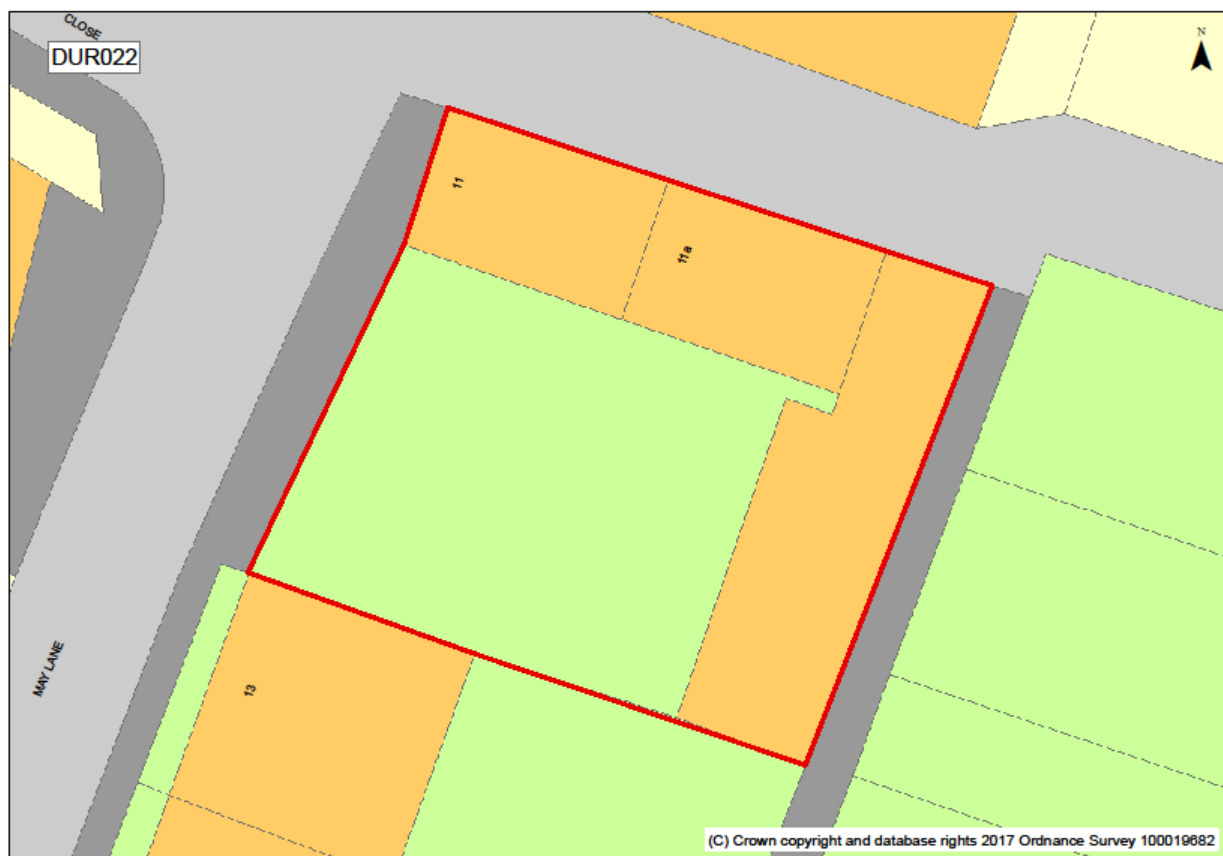 CLOSE
DUR022
N
11
11a
13
MAY LANE
(C) Crown copyright and database rights 2017 Ordnance Survey 100019682